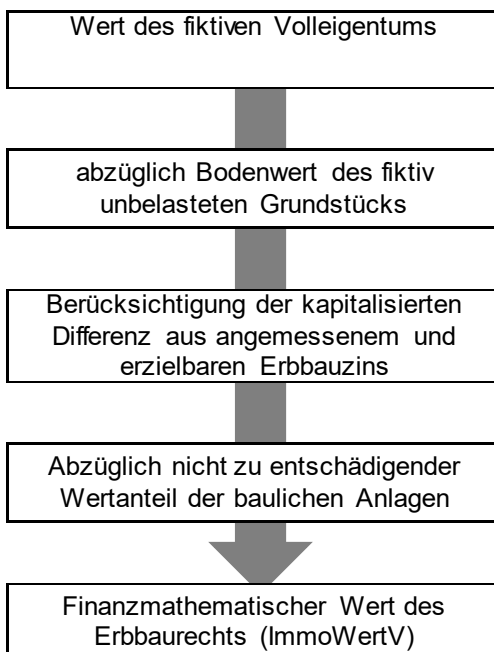 Wert des fiktiven Volleigentums
abzüglich Bodenwert des fiktiv
unbelasteten Grundstücks
Berücksichtigung der kapitalisierten
Differenz aus angemessenem und
erzielbaren Erbbauzins
Abzüglich nicht zu entschädigender
Wertanteil der baulichen Anlagen
Finanzmathematischer Wert des
Erbbaurechts (ImmoWertV)